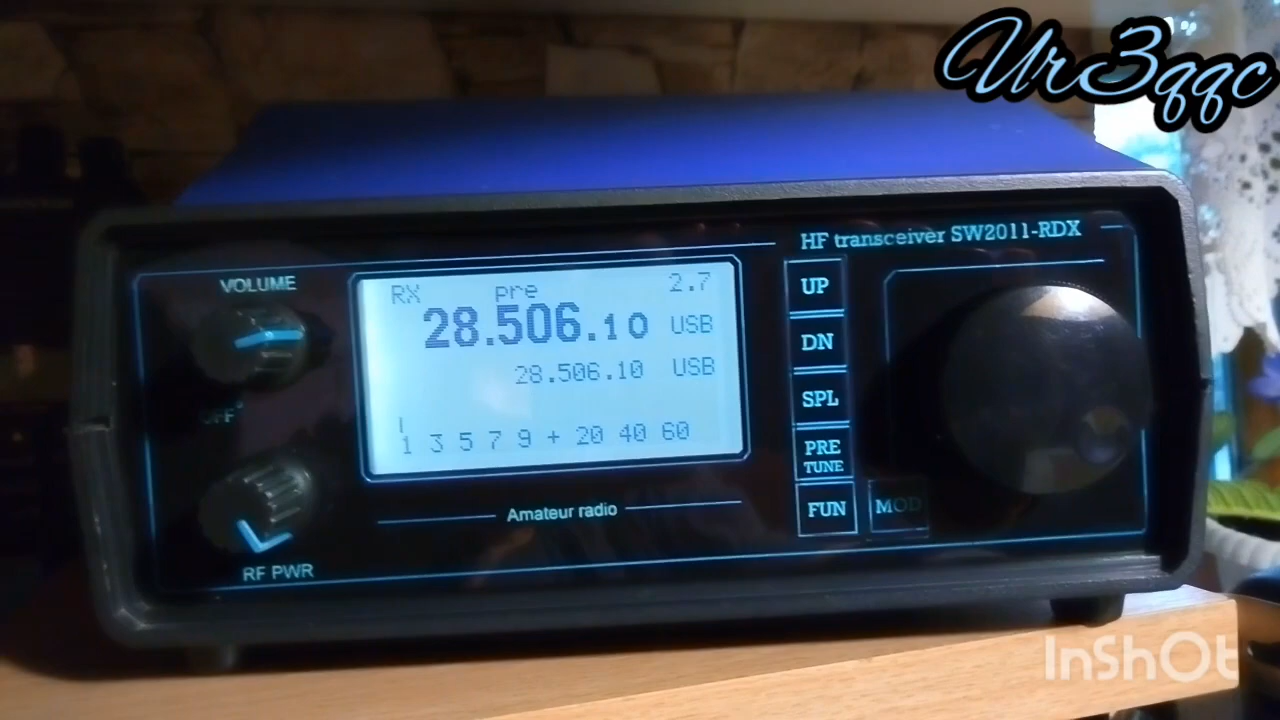 Ur3qqc
HF transceiver SW2011-RDX
VOLUME
OFF
RF PWR
RX pre 2.7
28.506.10 USB
28.506.10 USB
1 3 5 7 9 + 20 40 60
Amateur radio
UP
DN
SPL
PRE
TUNE
FUN
MOD
InShOt